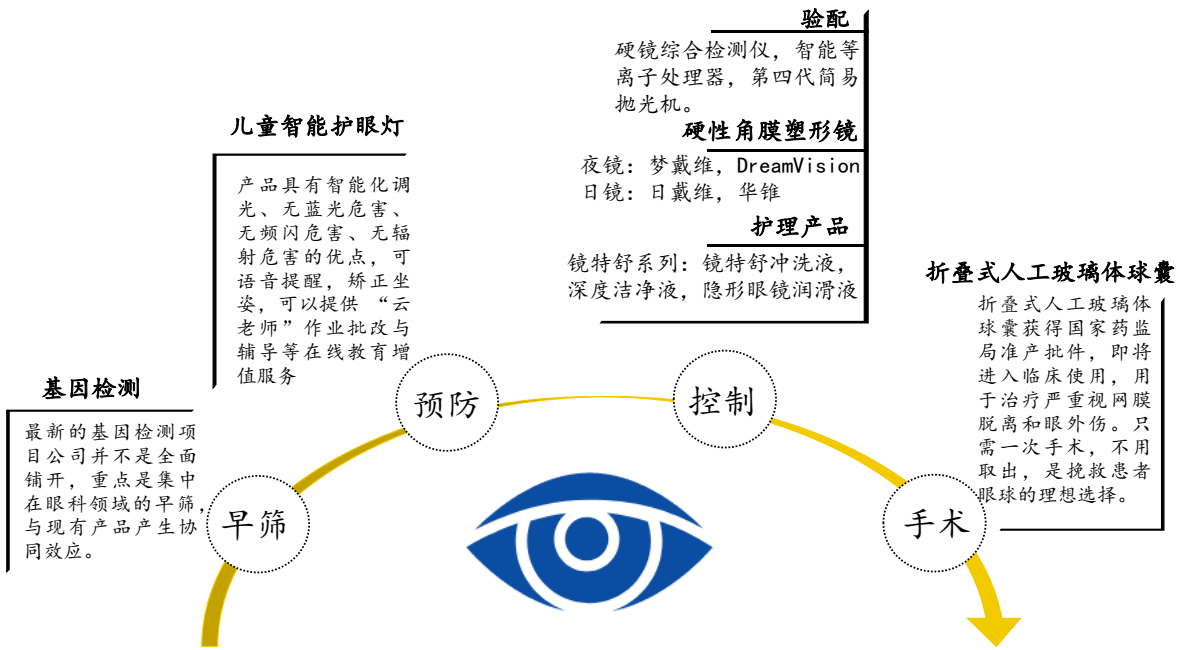 基因检测
最新的基因检测项
目公司并不是全面
铺开，重点是集中
在眼科领域的早筛，
与现有产品产生协
同效应。
早筛
儿童智能护眼灯
产品具有智能化调
光、无蓝光危害、
无频闪危害、无辐
射危害的优点，可
语音提醒，矫正坐
姿，可以提供 “云
老师”作业批改与
辅导等在线教育增
值服务
预防
验配
硬镜综合检测仪，智能等
离子处理器，第四代简易
抛光机。
硬性角膜塑形镜
夜镜：梦戴维，DreamVision
日镜：日戴维，华锥
护理产品
镜特舒系列：镜特舒冲洗液，
深度洁净液，隐形眼镜润滑液
控制
折叠式人工玻璃体球囊
折叠式人工玻璃体
球囊获得国家药监
局准产批件，即将
进入临床使用，用
于治疗严重视网膜
脱离和眼外伤。只
需一次手术，不用
取出，是挽救患者
眼球的理想选择。
手术